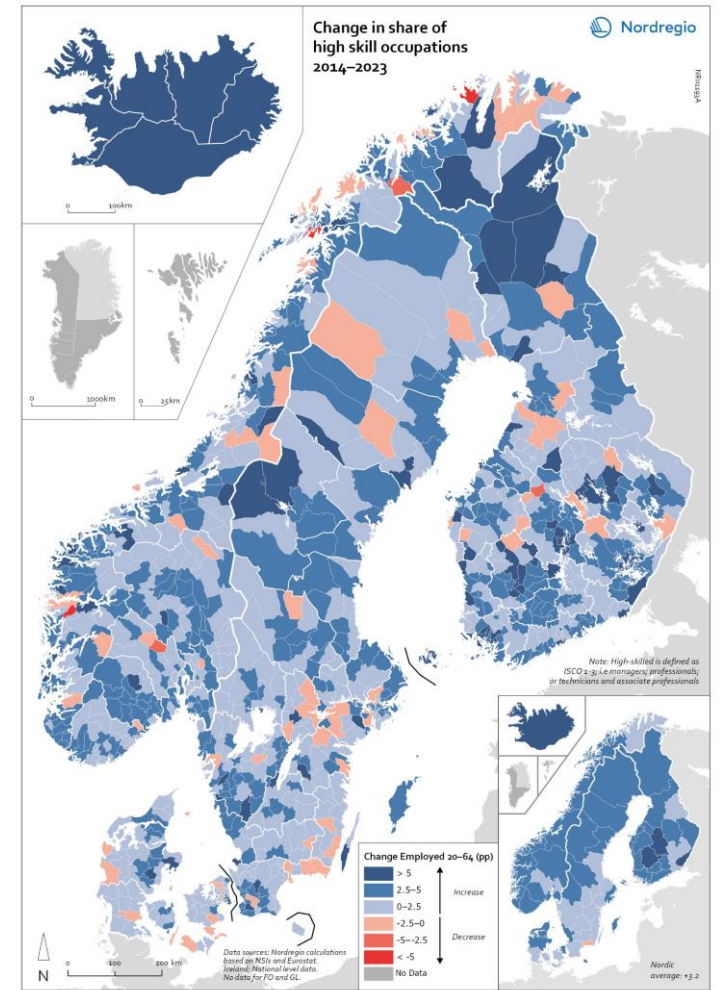 Change in share of
high skill occupations
2014–2023
Nordregio
NR01193A
0 100km
0 1000km
0 25km
Note: High-skilled is defined as
ISCO 1-3; i.e managers; professionals;
or technicians and associate professionals
Change Employed 20–64 (pp)
> 5
2.5–5
0–2.5
-2.5–0
-5–-2.5
< -5
No Data
Increase
Decrease
N
0 100 200 km
Data sources: Nordregio calculations
based on NSIs and Eurostat.
Iceland: National level data.
No data for FO and GL.
Nordic
average: +3.2